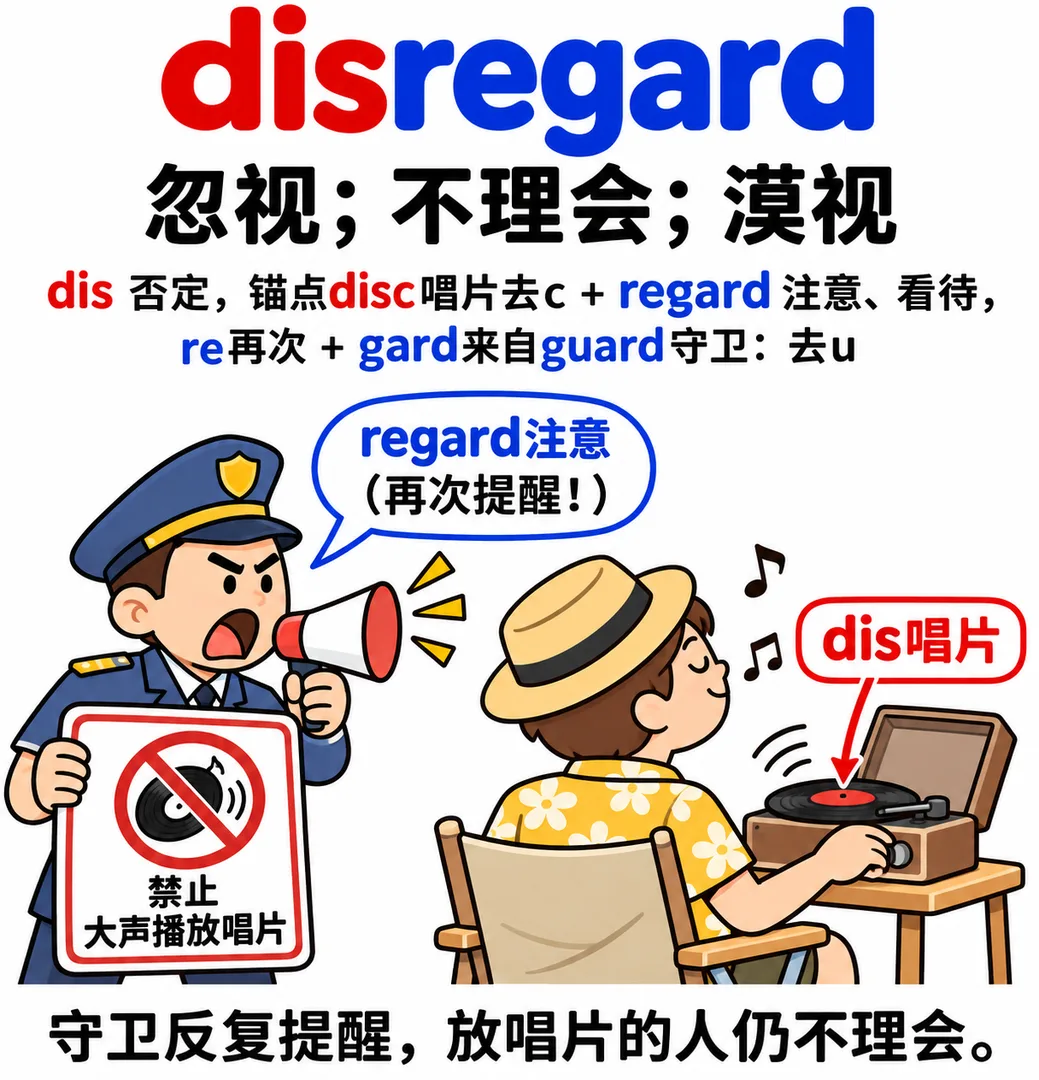 disregard
忽视；不理会；漠视
dis 否定，锚点disc唱片去c + regard 注意、看待，
re再次 + gard来自guard守卫：去u
regard注意
（再次提醒！）
dis唱片
禁止
大声播放唱片
守卫反复提醒，放唱片的人仍不理会。